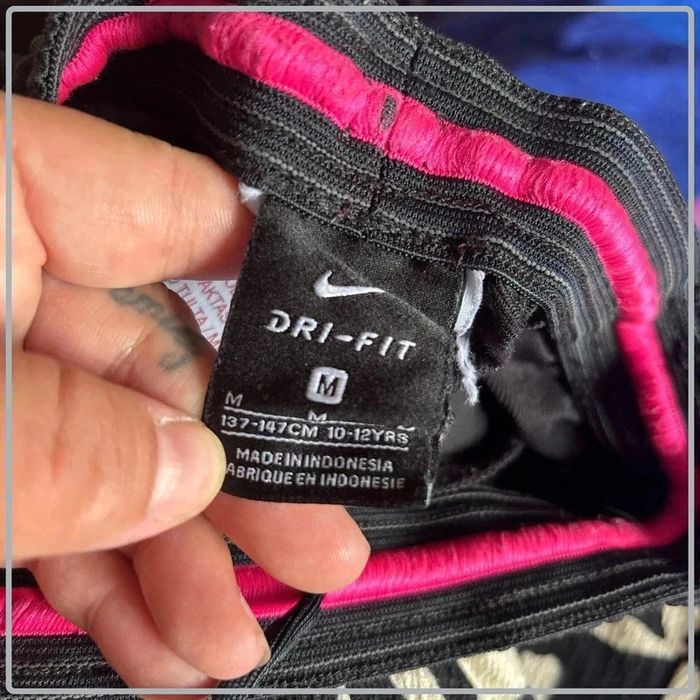 DRI-FIT
M
M
M
137-147CM 10-12YRS
MADE IN INDONESIA
ABRIQUE EN INDONESIE